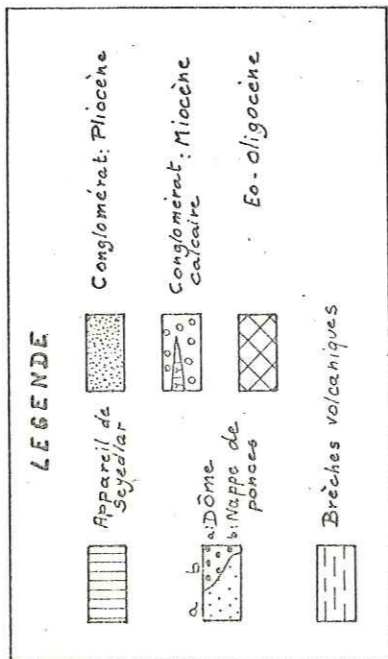 LEGENDE
Appareil de
Seyedlar
a b
a: Dôme
b: Nappe de
ponces
Brèches volcaniques
Conglomérat: Pliocène
Conglomérat: Miocène
calcaire
Eo-oligocène